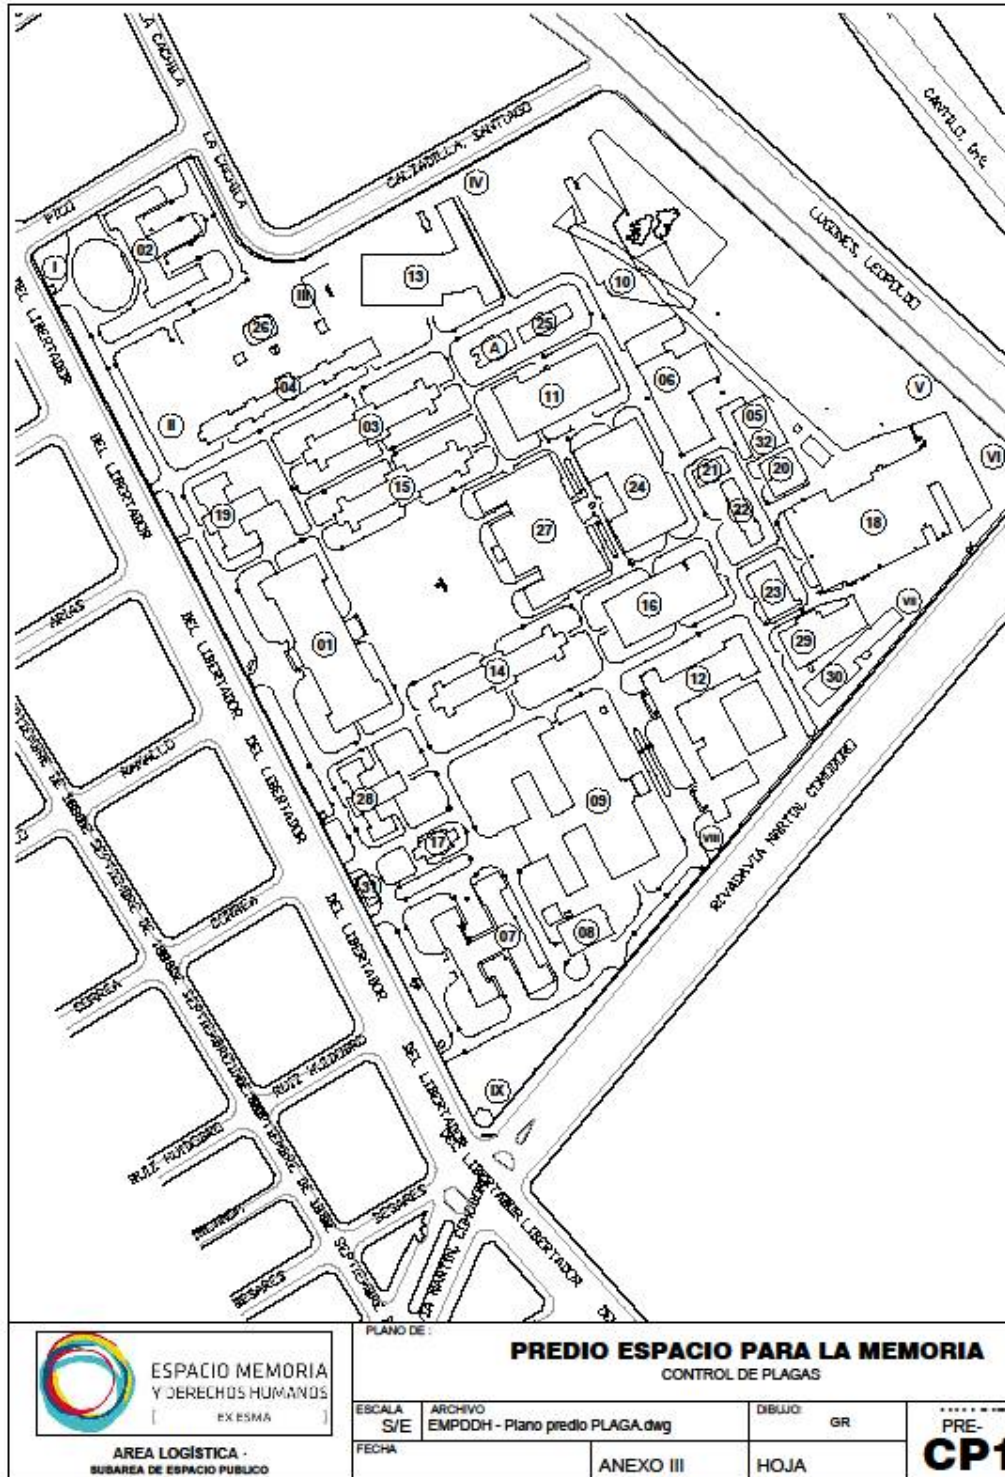 LA CACHILA
LA CACHILA
CALZADILLA, SANTIAGO
CANTILO, Ing.
LUGONES, LEOPOLDO
PICO
IV
02
I
III
13
10
26
25
A
04
06
11
V
II
03
05
32
VI
15
21
20
19
24
22
18
27
23
VII
16
01
29
14
12
30
28
09
VIII
17
31
07
08
IX
DEL LIBERTADOR
DEL LIBERTADOR
DEL LIBERTADOR
DEL LIBERTADOR
DEL LIBERTADOR
DEL LIBERTADOR
ARIAS
RAMALLO
CORREA
CORREA
RUIZ HUIDOBRO
RUIZ HUIDOBRO
BESARES
BESARES
RIVADAVIA MARTIN, COMODORO
ESPACIO MEMORIA
Y DERECHOS HUMANOS
[ EX ESMA ]
AREA LOGÍSTICA -
SUBAREA DE ESPACIO PUBLICO
PLANO DE :
PREDIO ESPACIO PARA LA MEMORIA
CONTROL DE PLAGAS
ESCALA
S/E
ARCHIVO
EMPDDH - Plano predio PLAGA.dwg
DIBUJO:
GR
PRE-
CP1
FECHA
ANEXO III
HOJA